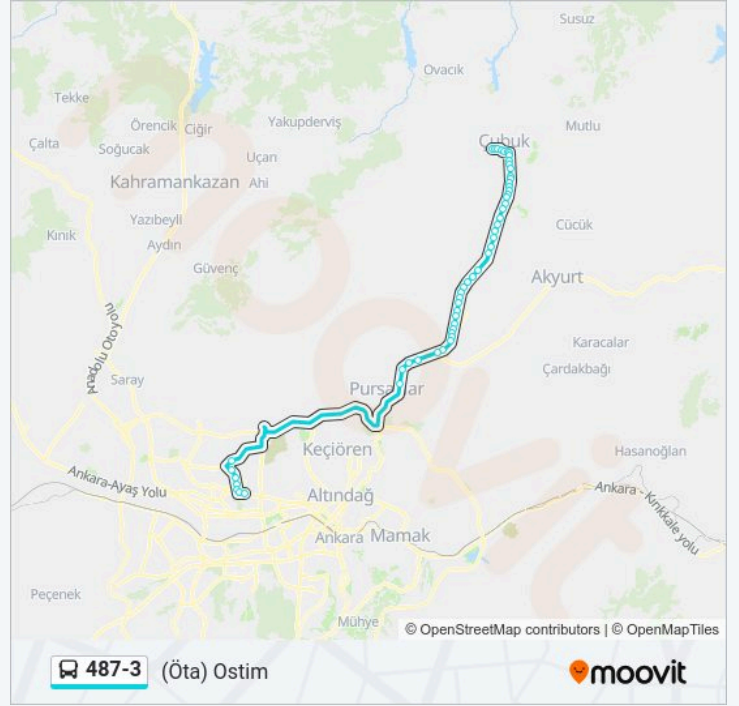 Susuz
Ovacık
Tekke
Örencik
Ciğir
Yakupderviş
Mutlu
Çalta
Soğucak
Çubuk
Uçan
Kahramankazan
Ahi
Yazıbeyli
Cücük
Kınık
Aydın
Güvenç
Akyurt
Anadolu Otoyolu
Karacalar
Saray
Çardakbağı
Pursaklar
Keçiören
Hasanoğlan
Ankara-Ayaş Yolu
Altındağ
Ankara - Kırıkkale yolu
Ankara
Mamak
Peçenek
Mühye
moovit
© OpenStreetMap contributors | © OpenMapTiles
487-3 (Öta) Ostim
moovit